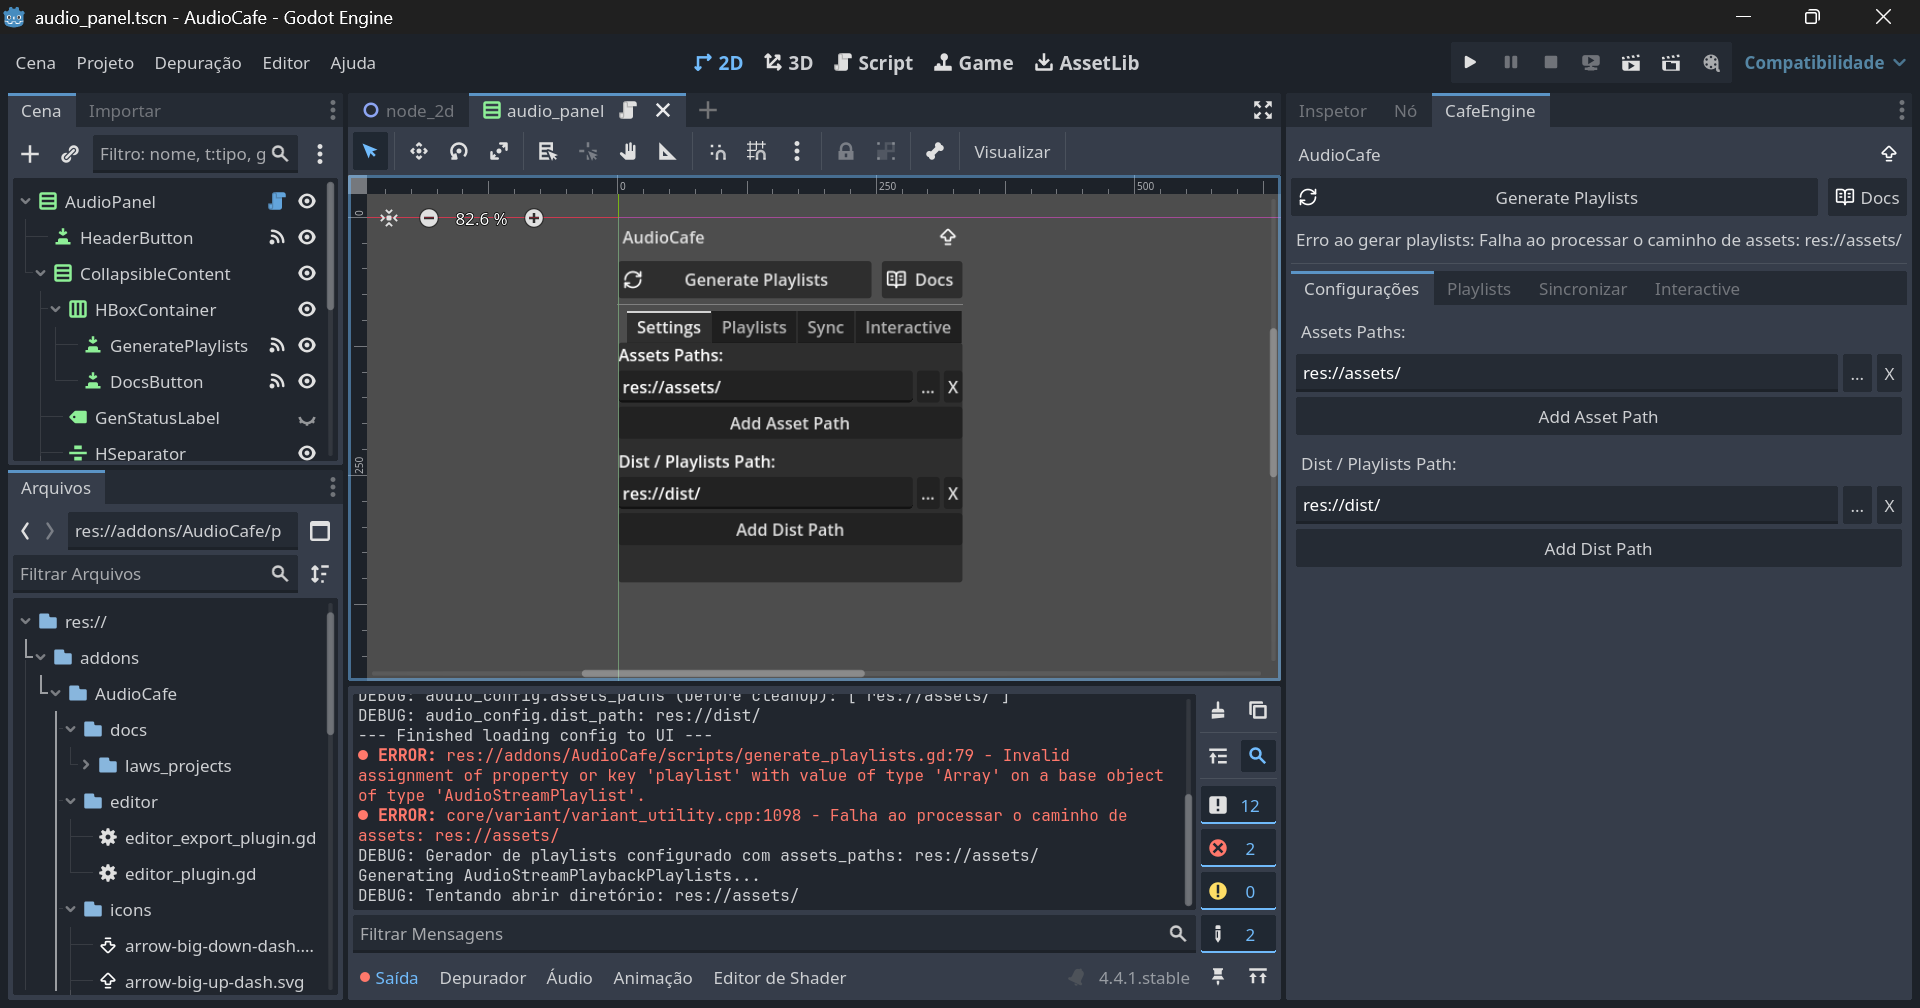 audio_panel.tscn - AudioCafe - Godot Engine
Cena Projeto Depuração Editor Ajuda
2D 3D Script Game AssetLib
Compatibilidade
Cena Importar
Filtro: nome, t:tipo, g
AudioPanel
HeaderButton
CollapsibleContent
HBoxContainer
GeneratePlaylists
DocsButton
GenStatusLabel
HSeparator
Arquivos
res://addons/AudioCafe/p
Filtrar Arquivos
res://
addons
AudioCafe
docs
laws_projects
editor
editor_export_plugin.gd
editor_plugin.gd
icons
arrow-big-down-dash....
arrow-big-up-dash.svg
node_2d audio_panel
Visualizar
0 250 500
0
250
82.6 %
AudioCafe
Generate Playlists Docs
Settings Playlists Sync Interactive
Assets Paths:
res://assets/ ... X
Add Asset Path
Dist / Playlists Path:
res://dist/ ... X
Add Dist Path
DEBUG: audio_config.assets_paths (before cleanup): [ "res://assets/" ]
DEBUG: audio_config.dist_path: res://dist/
--- Finished loading config to UI ---
ERROR: res://addons/AudioCafe/scripts/generate_playlists.gd:79 - Invalid
assignment of property or key 'playlist' with value of type 'Array' on a base object
of type 'AudioStreamPlaylist'.
ERROR: core/variant/variant_utility.cpp:1098 - Falha ao processar o caminho de
assets: res://assets/
DEBUG: Gerador de playlists configurado com assets_paths: res://assets/
Generating AudioStreamPlaybackPlaylists...
DEBUG: Tentando abrir diretório: res://assets/
12
2
0
2
Filtrar Mensagens
Saída Depurador Áudio Animação Editor de Shader
4.4.1.stable
Inspetor Nó CafeEngine
AudioCafe
Generate Playlists Docs
Erro ao gerar playlists: Falha ao processar o caminho de assets: res://assets/
Configurações Playlists Sincronizar Interactive
Assets Paths:
res://assets/ ... X
Add Asset Path
Dist / Playlists Path:
res://dist/ ... X
Add Dist Path